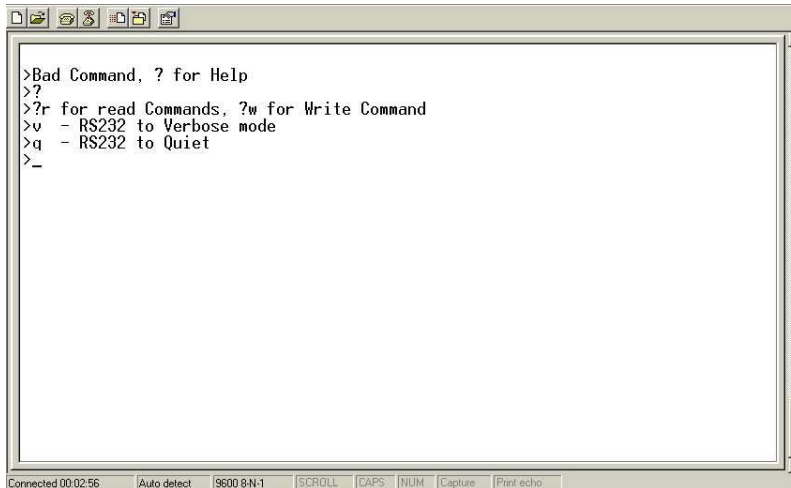 >Bad Command, ? for Help
>?
>?r for read Commands, ?w for Write Command
>v  - RS232 to Verbose mode
>q  - RS232 to Quiet
>_
Connected 00:02:56 Auto detect 9600 8-N-1 SCROLL CAPS NUM Capture Print echo